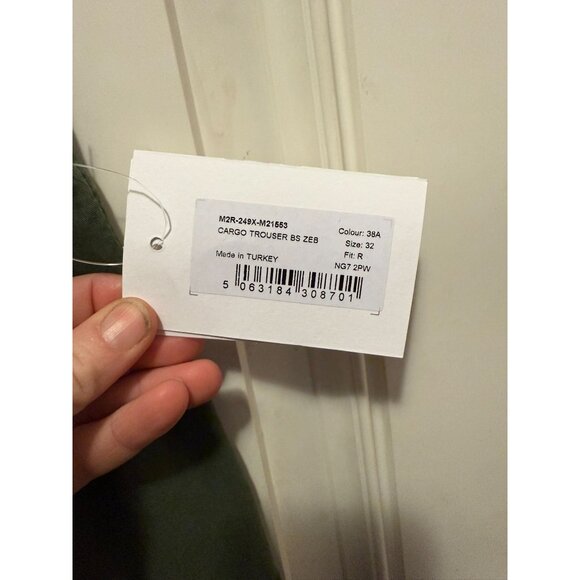 M2R-249X-M21553
CARGO TROUSER BS ZEB
Made in TURKEY
Colour: 38A
Size: 32
Fit: R
NG7 2PW
5 063184 308701